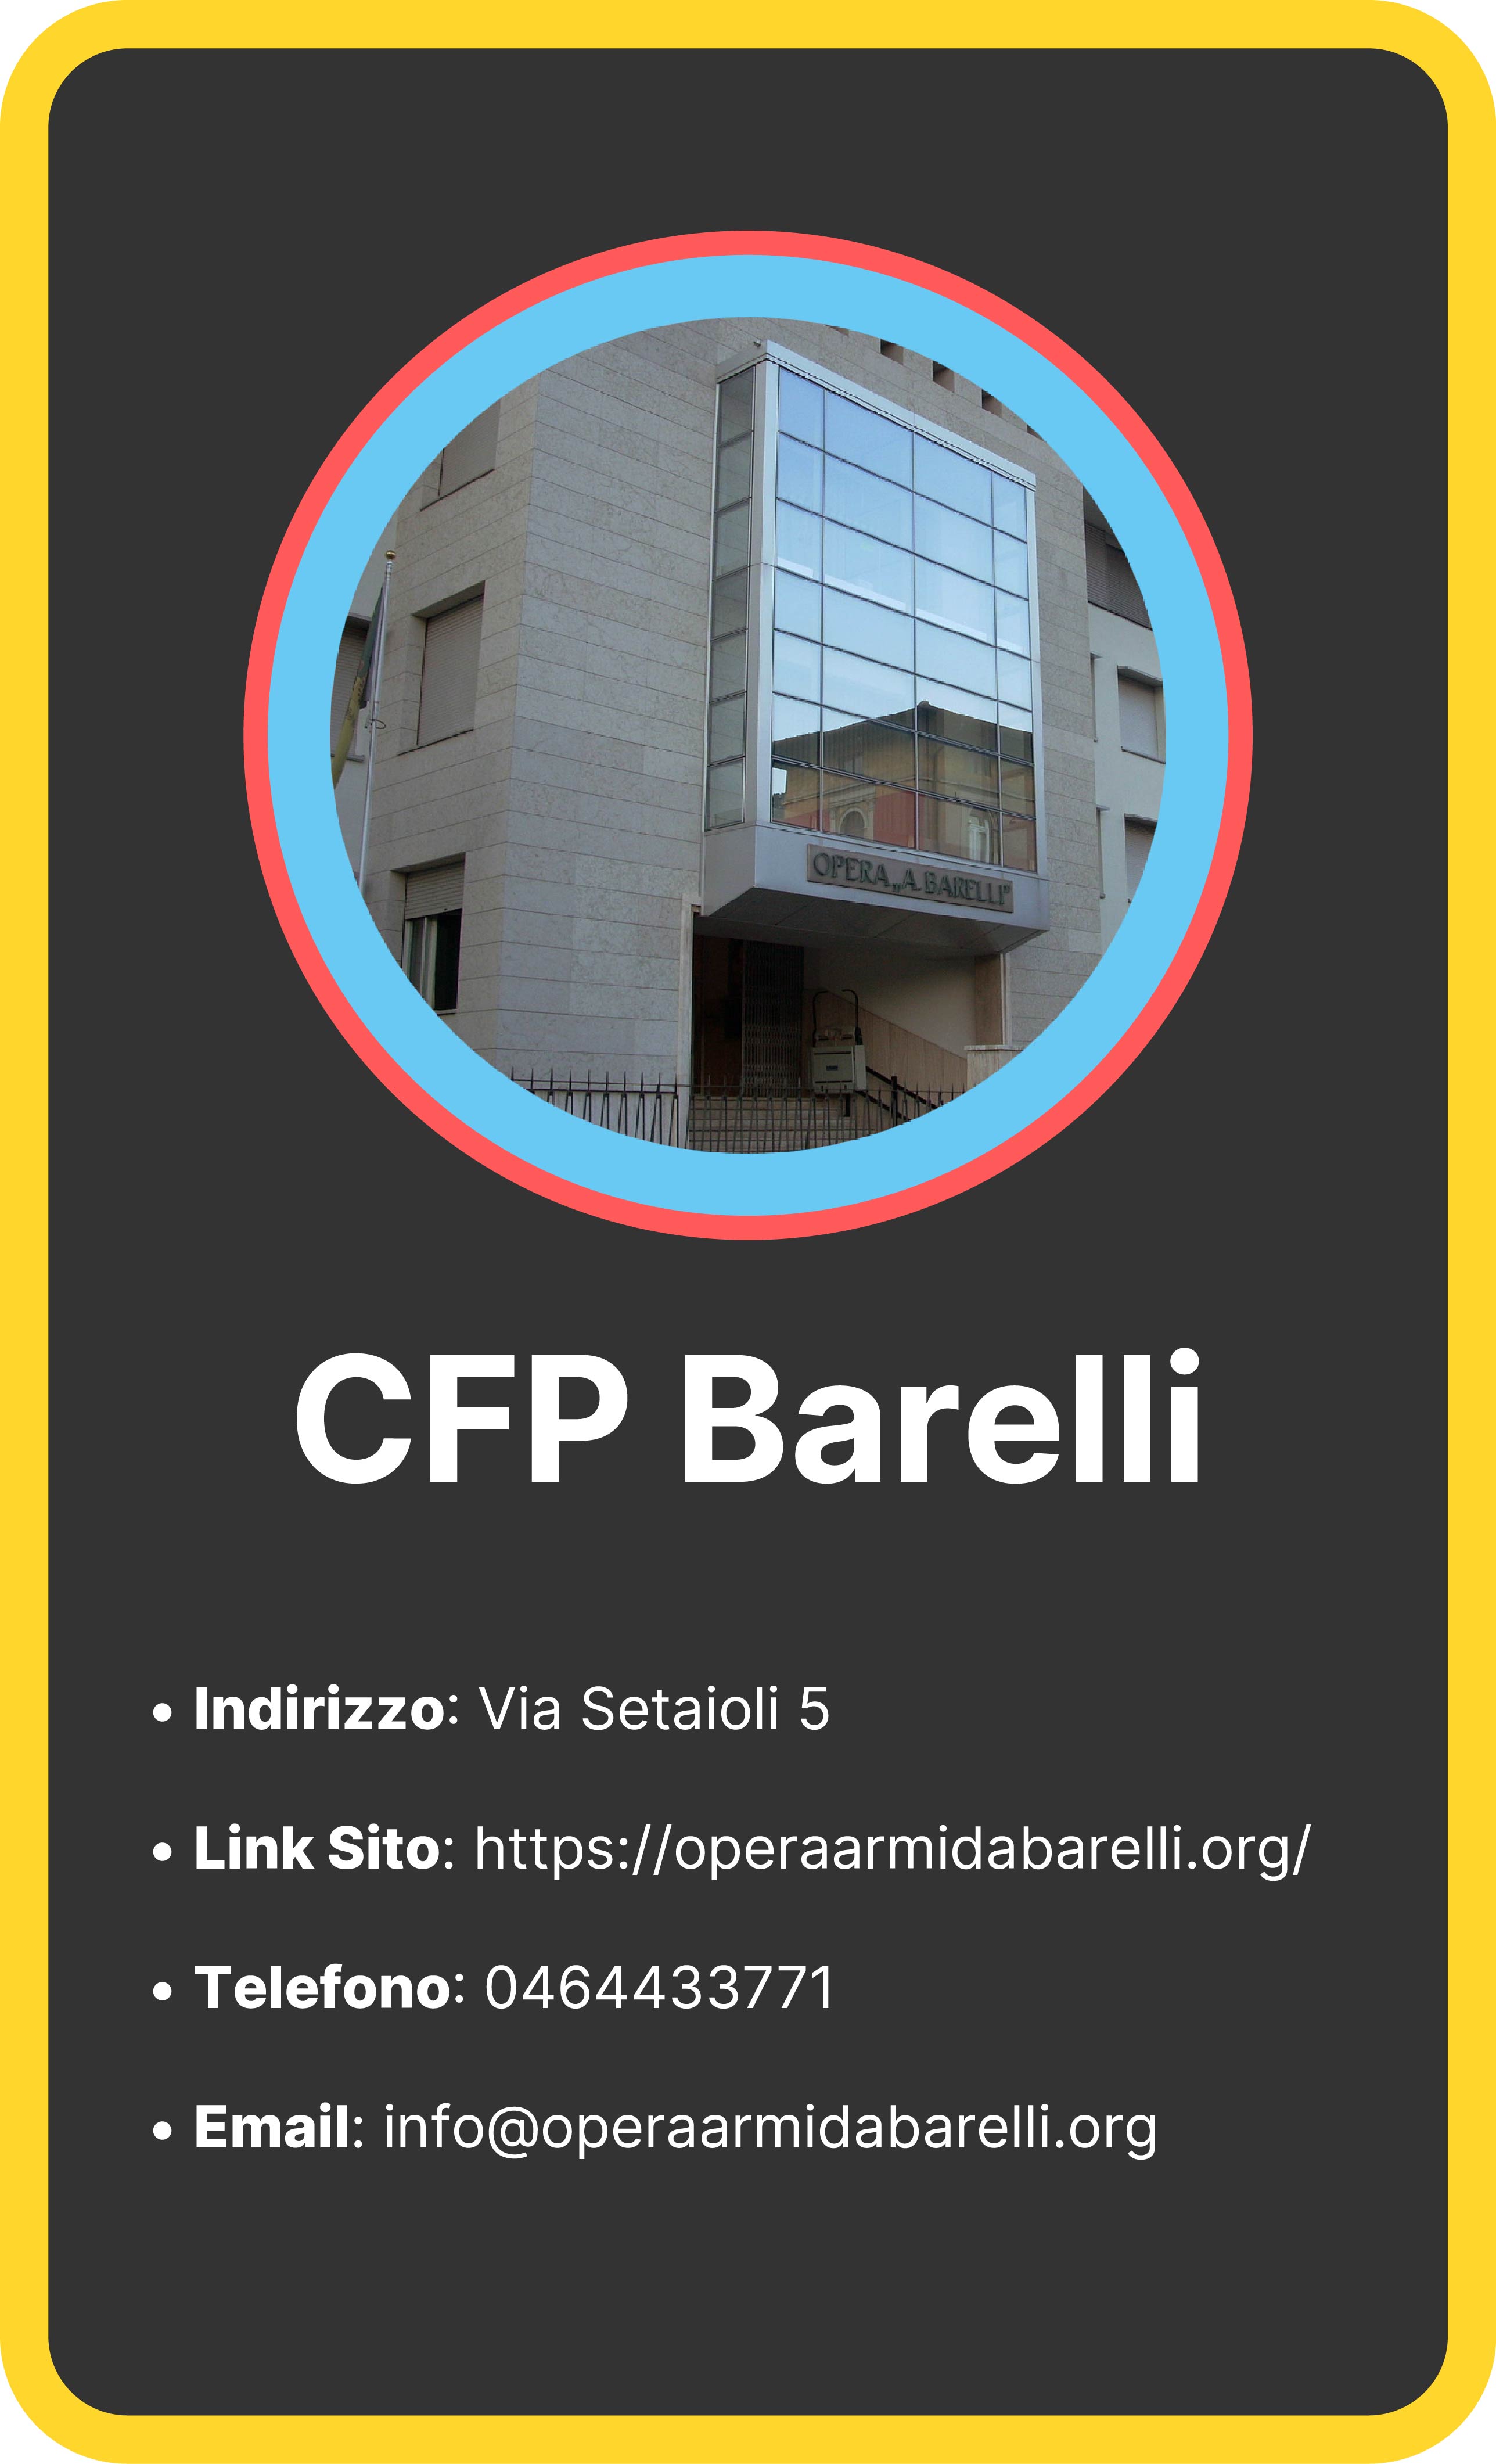 OPERA „A. BARELLI"
CFP Barelli
• Indirizzo: Via Setaioli 5
• Link Sito: https://operaarmidabarelli.org/
• Telefono: 0464433771
• Email: info@operaarmidabarelli.org